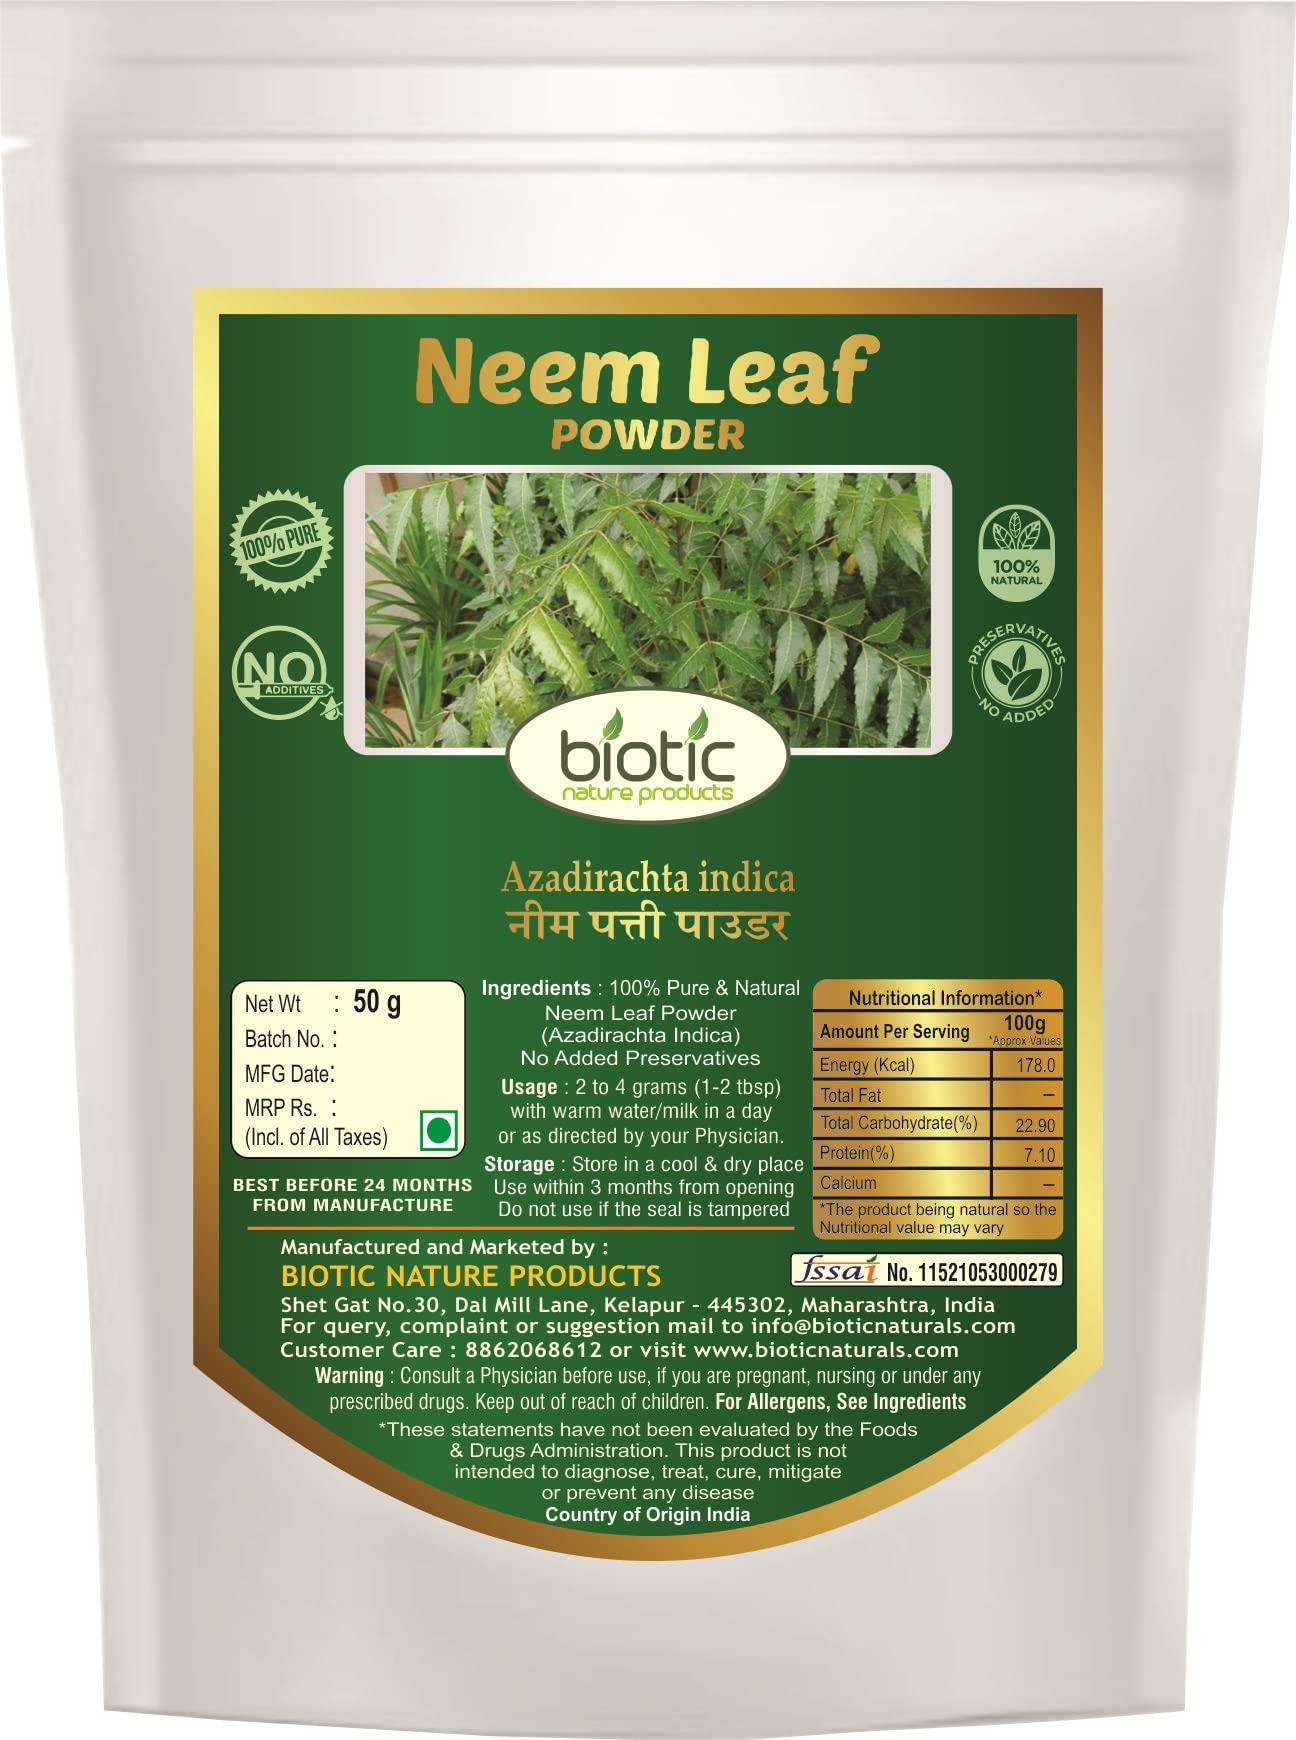 Neem Leaf
POWDER
100% PURE
100%
NATURAL
NO
ADDITIVES
PRESERVATIVES
NO ADDED
biotic
nature products
Azadirachta indica
नीम पत्ती पाउडर
Net Wt : 50 g
Batch No. :
MFG Date:
MRP Rs. :
(Incl. of All Taxes)
BEST BEFORE 24 MONTHS
FROM MANUFACTURE
Ingredients : 100% Pure & Natural
Neem Leaf Powder
(Azadirachta Indica)
No Added Preservatives
Usage : 2 to 4 grams (1-2 tbsp)
with warm water/milk in a day
or as directed by your Physician.
Storage : Store in a cool & dry place
Use within 3 months from opening
Do not use if the seal is tampered
Nutritional Information*
Amount Per Serving 100g
*Approx Values
Energy (Kcal) 178.0
Total Fat –
Total Carbohydrate(%) 22.90
Protein(%) 7.10
Calcium –
*The product being natural so the
Nutritional value may vary
fssai No. 11521053000279
Manufactured and Marketed by :
BIOTIC NATURE PRODUCTS
Shet Gat No.30, Dal Mill Lane, Kelapur - 445302, Maharashtra, India
For query, complaint or suggestion mail to info@bioticnaturals.com
Customer Care : 8862068612 or visit www.bioticnaturals.com
Warning : Consult a Physician before use, if you are pregnant, nursing or under any
prescribed drugs. Keep out of reach of children. For Allergens, See Ingredients
*These statements have not been evaluated by the Foods
& Drugs Administration. This product is not
intended to diagnose, treat, cure, mitigate
or prevent any disease
Country of Origin India